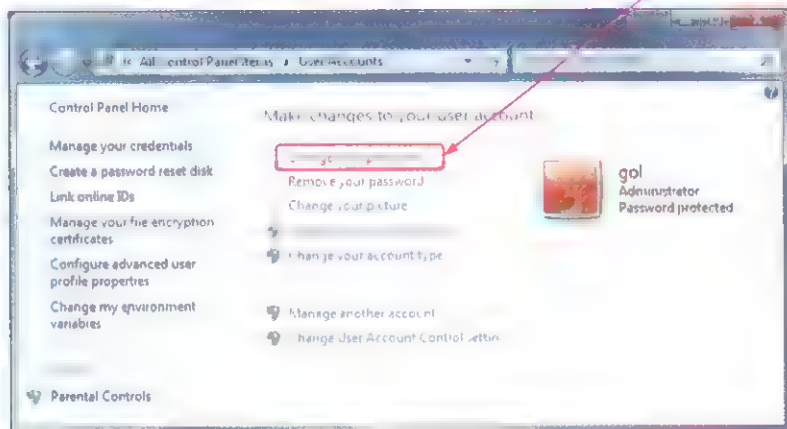 Control Panel Items ▸ User Accounts
Control Panel Home
Make changes to your user account
Manage your credentials
Create a password reset disk
Link online IDs
Manage your file encryption
certificates
Configure advanced user
profile properties
Change my environment
variables
Remove your password
Change your picture
Change your account type
Manage another account
Change User Account Control settin
gol
Administrator
Password protected
Parental Controls